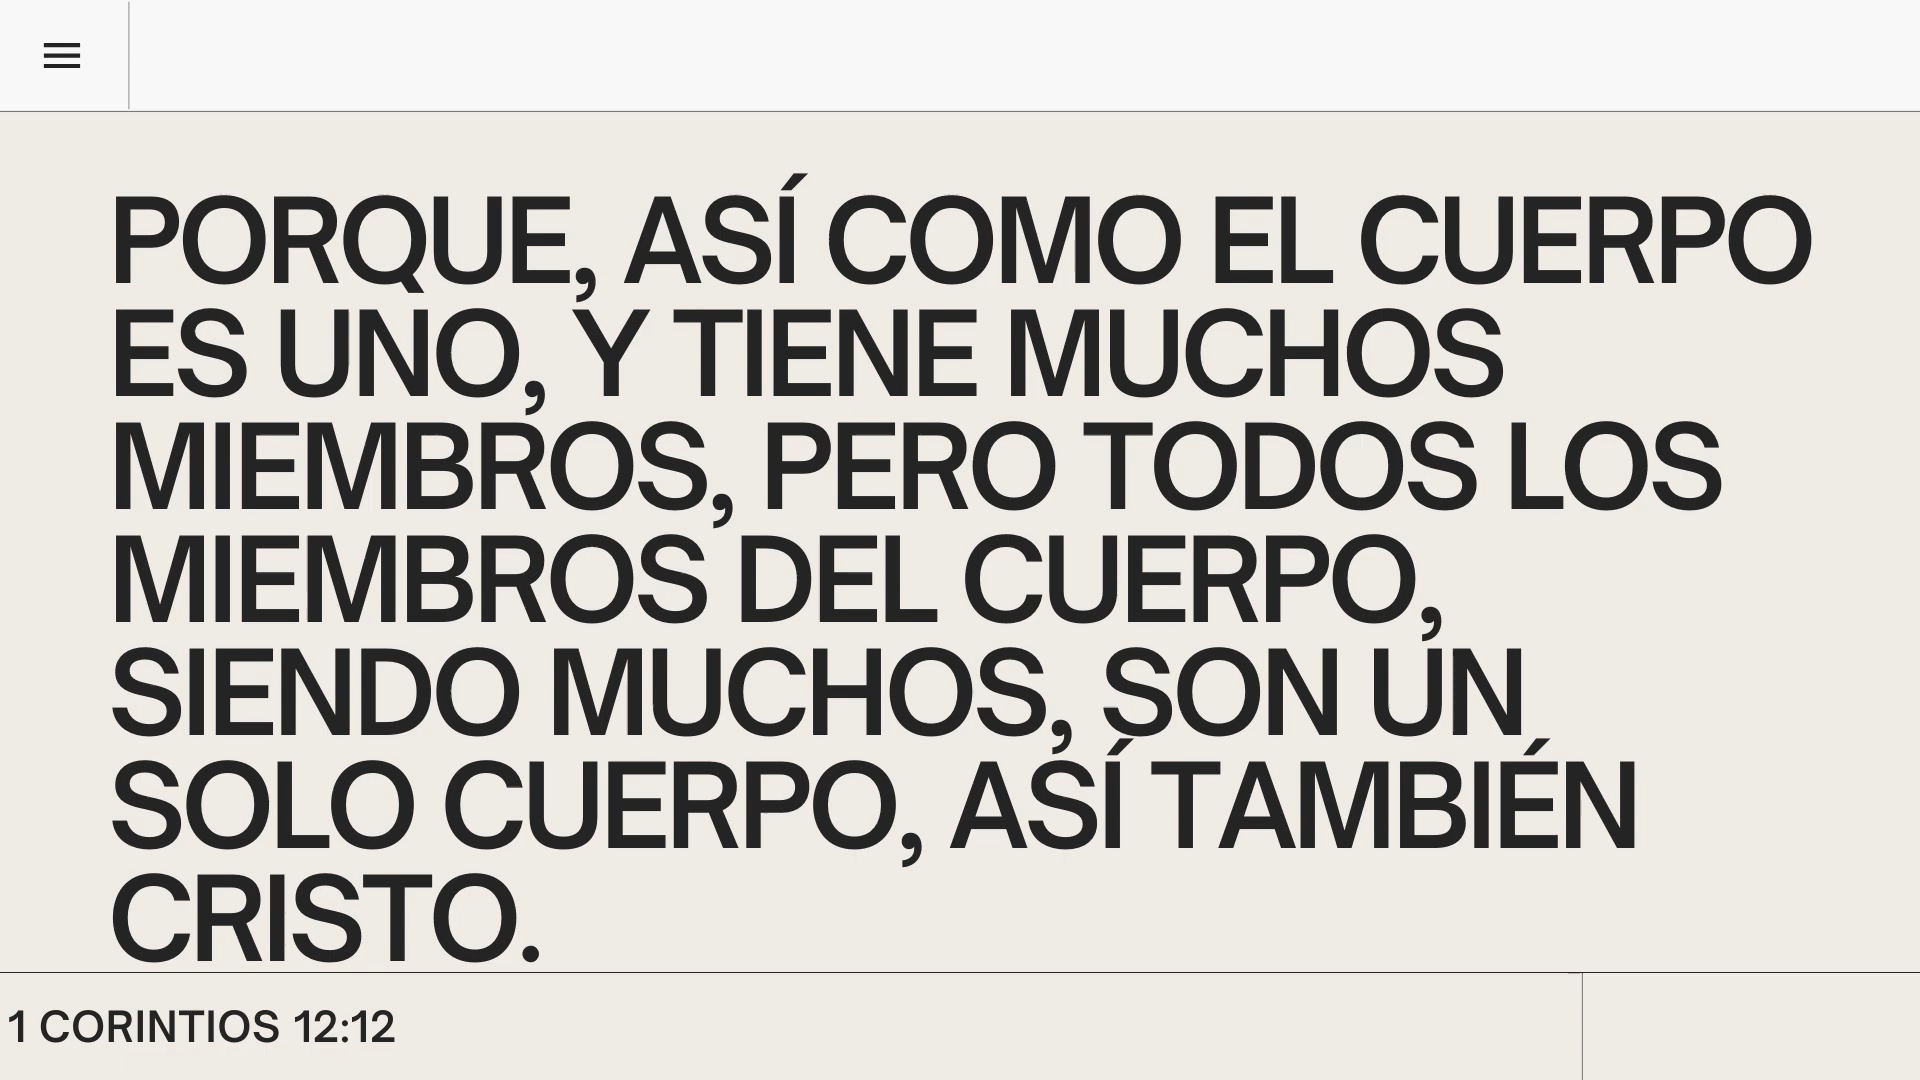 PORQUE, ASÍ COMO EL CUERPO
ES UNO, Y TIENE MUCHOS
MIEMBROS, PERO TODOS LOS
MIEMBROS DEL CUERPO,
SIENDO MUCHOS, SON UN
SOLO CUERPO, ASÍ TAMBIÉN
CRISTO.
1 CORINTIOS 12:12